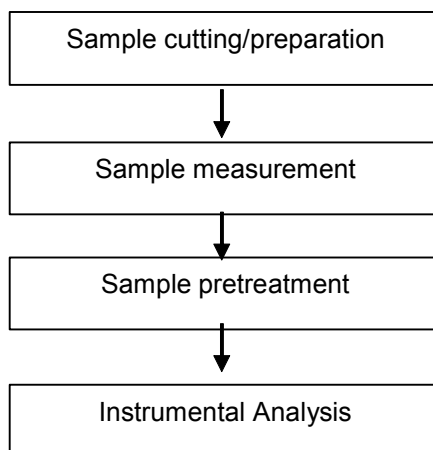 Sample cutting/preparation
Sample measurement
Sample pretreatment
Instrumental Analysis